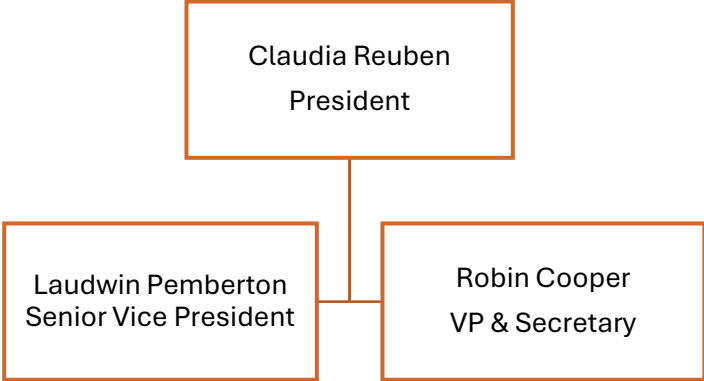 Claudia Reuben
President
Laudwin Pemberton
Senior Vice President
Robin Cooper
VP & Secretary